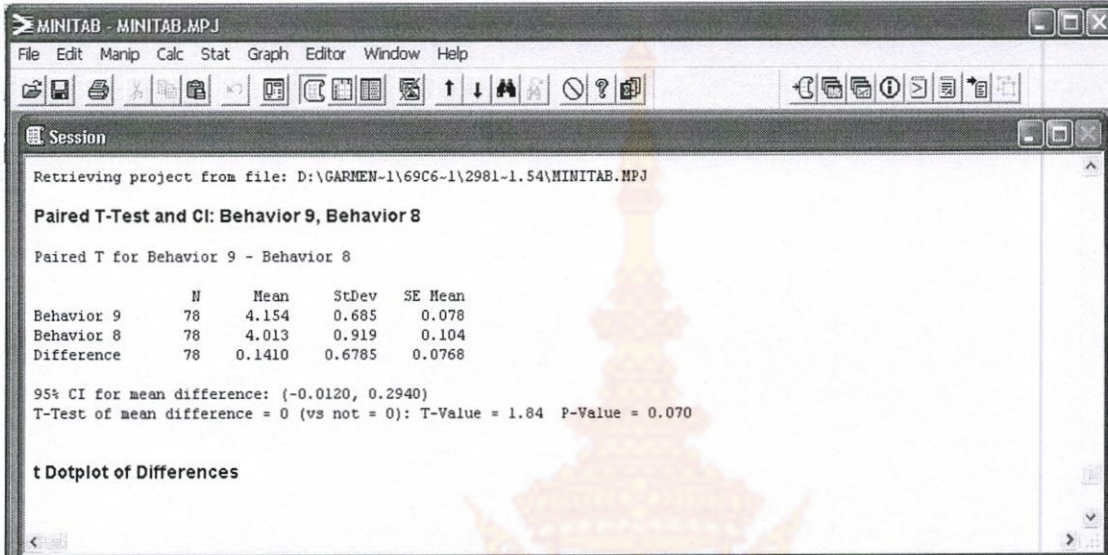 MINITAB - MINITAB.MPJ
File Edit Manip Calc Stat Graph Editor Window Help
Session
Retrieving project from file: D:\GARMEN~1\69C6~1\2981~1.54\MINITAB.MPJ
Paired T-Test and CI: Behavior 9, Behavior 8
Paired T for Behavior 9 - Behavior 8
N Mean StDev SE Mean
Behavior 9 78 4.154 0.685 0.078
Behavior 8 78 4.013 0.919 0.104
Difference 78 0.1410 0.6785 0.0768
95% CI for mean difference: (-0.0120, 0.2940)
T-Test of mean difference = 0 (vs not = 0): T-Value = 1.84 P-Value = 0.070
t Dotplot of Differences